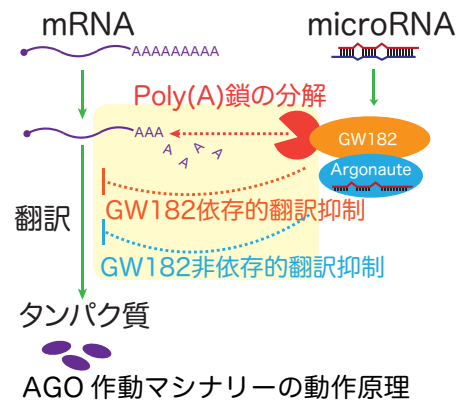 mRNA
microRNA
AAAAAAAAA
Poly(A)鎖の分解
AAA
A
A
A
A
GW182
Argonaute
GW182依存的翻訳抑制
翻訳
GW182非依存的翻訳抑制
タンパク質
AGO 作動マシナリーの動作原理